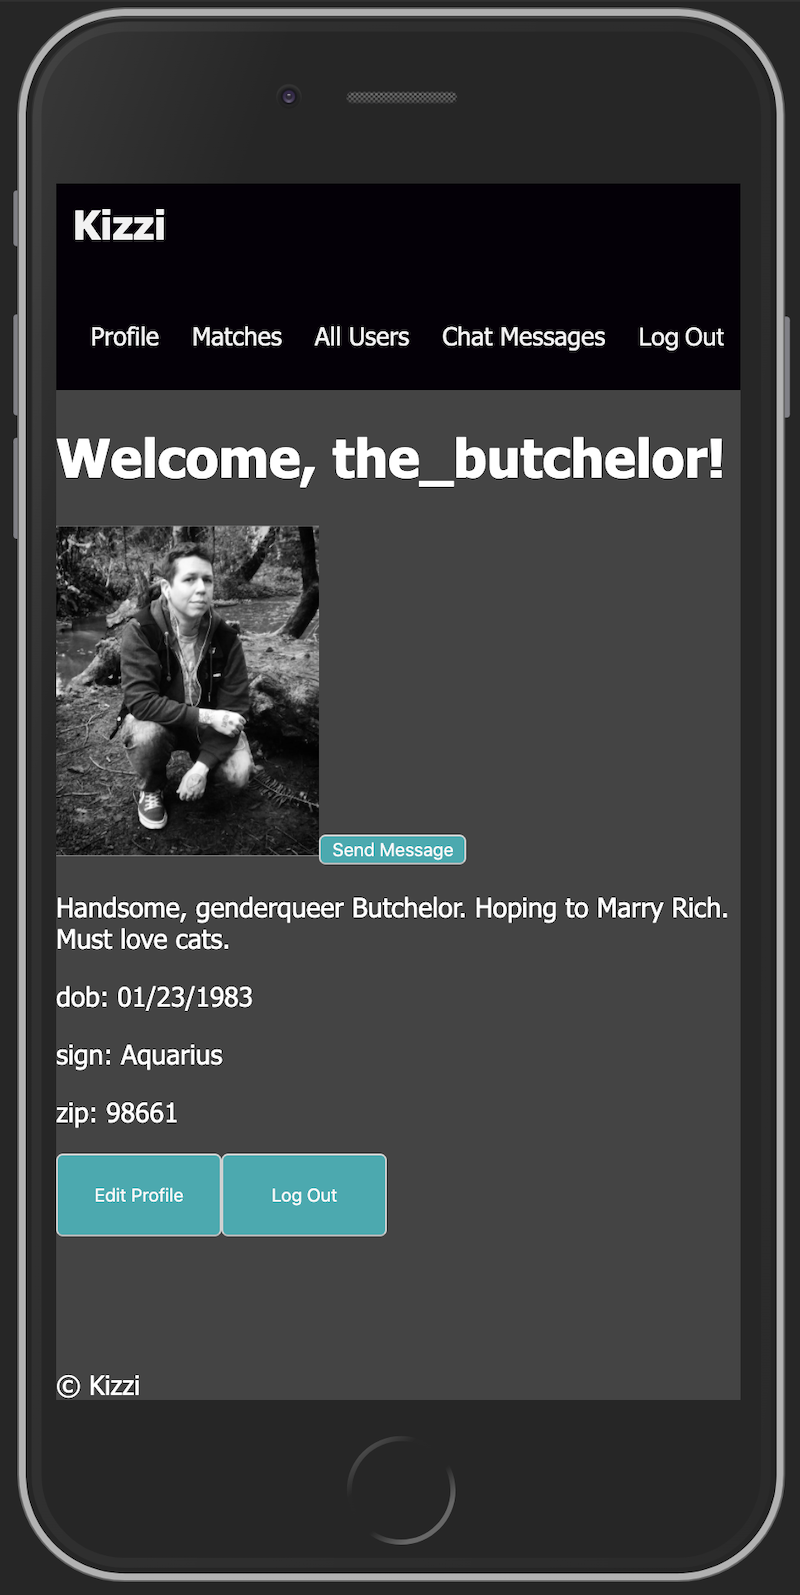 Kizzi
Profile Matches All Users Chat Messages Log Out
Welcome, the_butchelor!
Send Message
Handsome, genderqueer Butchelor. Hoping to Marry Rich.
Must love cats.
dob: 01/23/1983
sign: Aquarius
zip: 98661
Edit Profile Log Out
© Kizzi